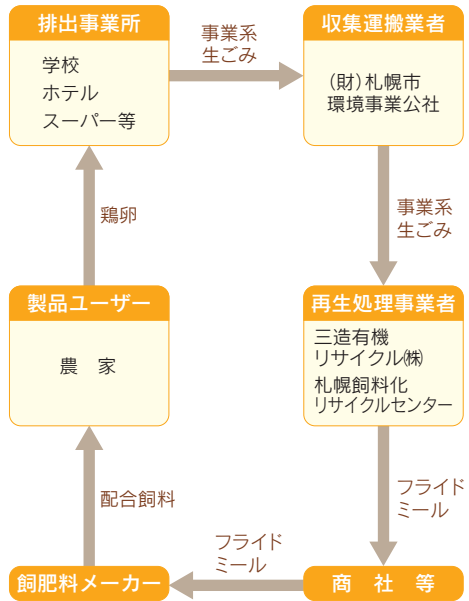 排出事業所
学校
ホテル
スーパー等
事業系
生ごみ
収集運搬業者
(財)札幌市
環境事業公社
事業系
生ごみ
再生処理事業者
三造有機
リサイクル㈱
札幌飼料化
リサイクルセンター
フライド
ミール
商 社 等
フライド
ミール
飼肥料メーカー
配合飼料
製品ユーザー
農 家
鶏卵